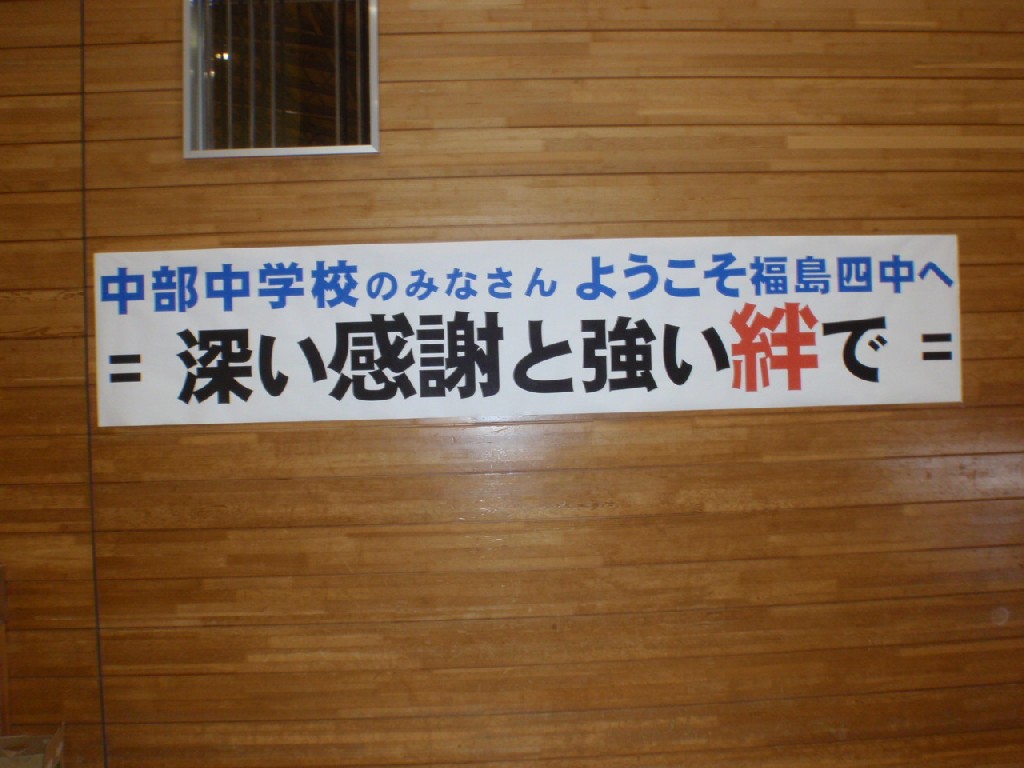 中部中学校のみなさん ようこそ福島四中へ
= 深い感謝と強い絆で =